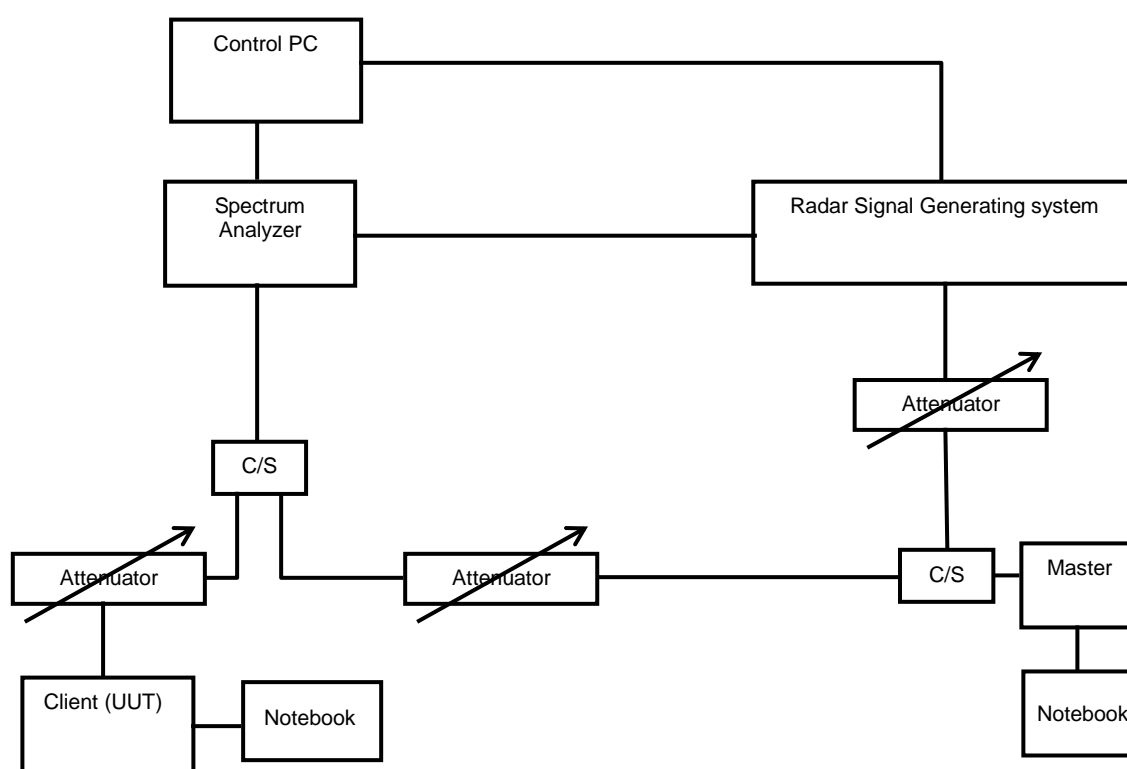 Control PC
Spectrum
Analyzer
Radar Signal Generating system
Attenuator
C/S
Attenuator
Attenuator
C/S
Master
Client (UUT)
Notebook
Notebook